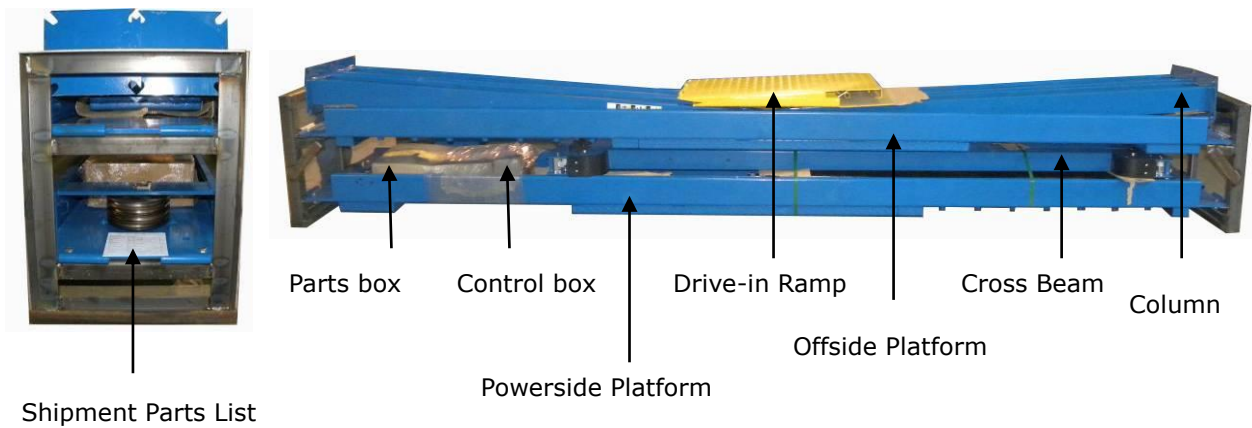 Parts box
Control box
Drive-in Ramp
Cross Beam
Column
Offside Platform
Powerside Platform
Shipment Parts List